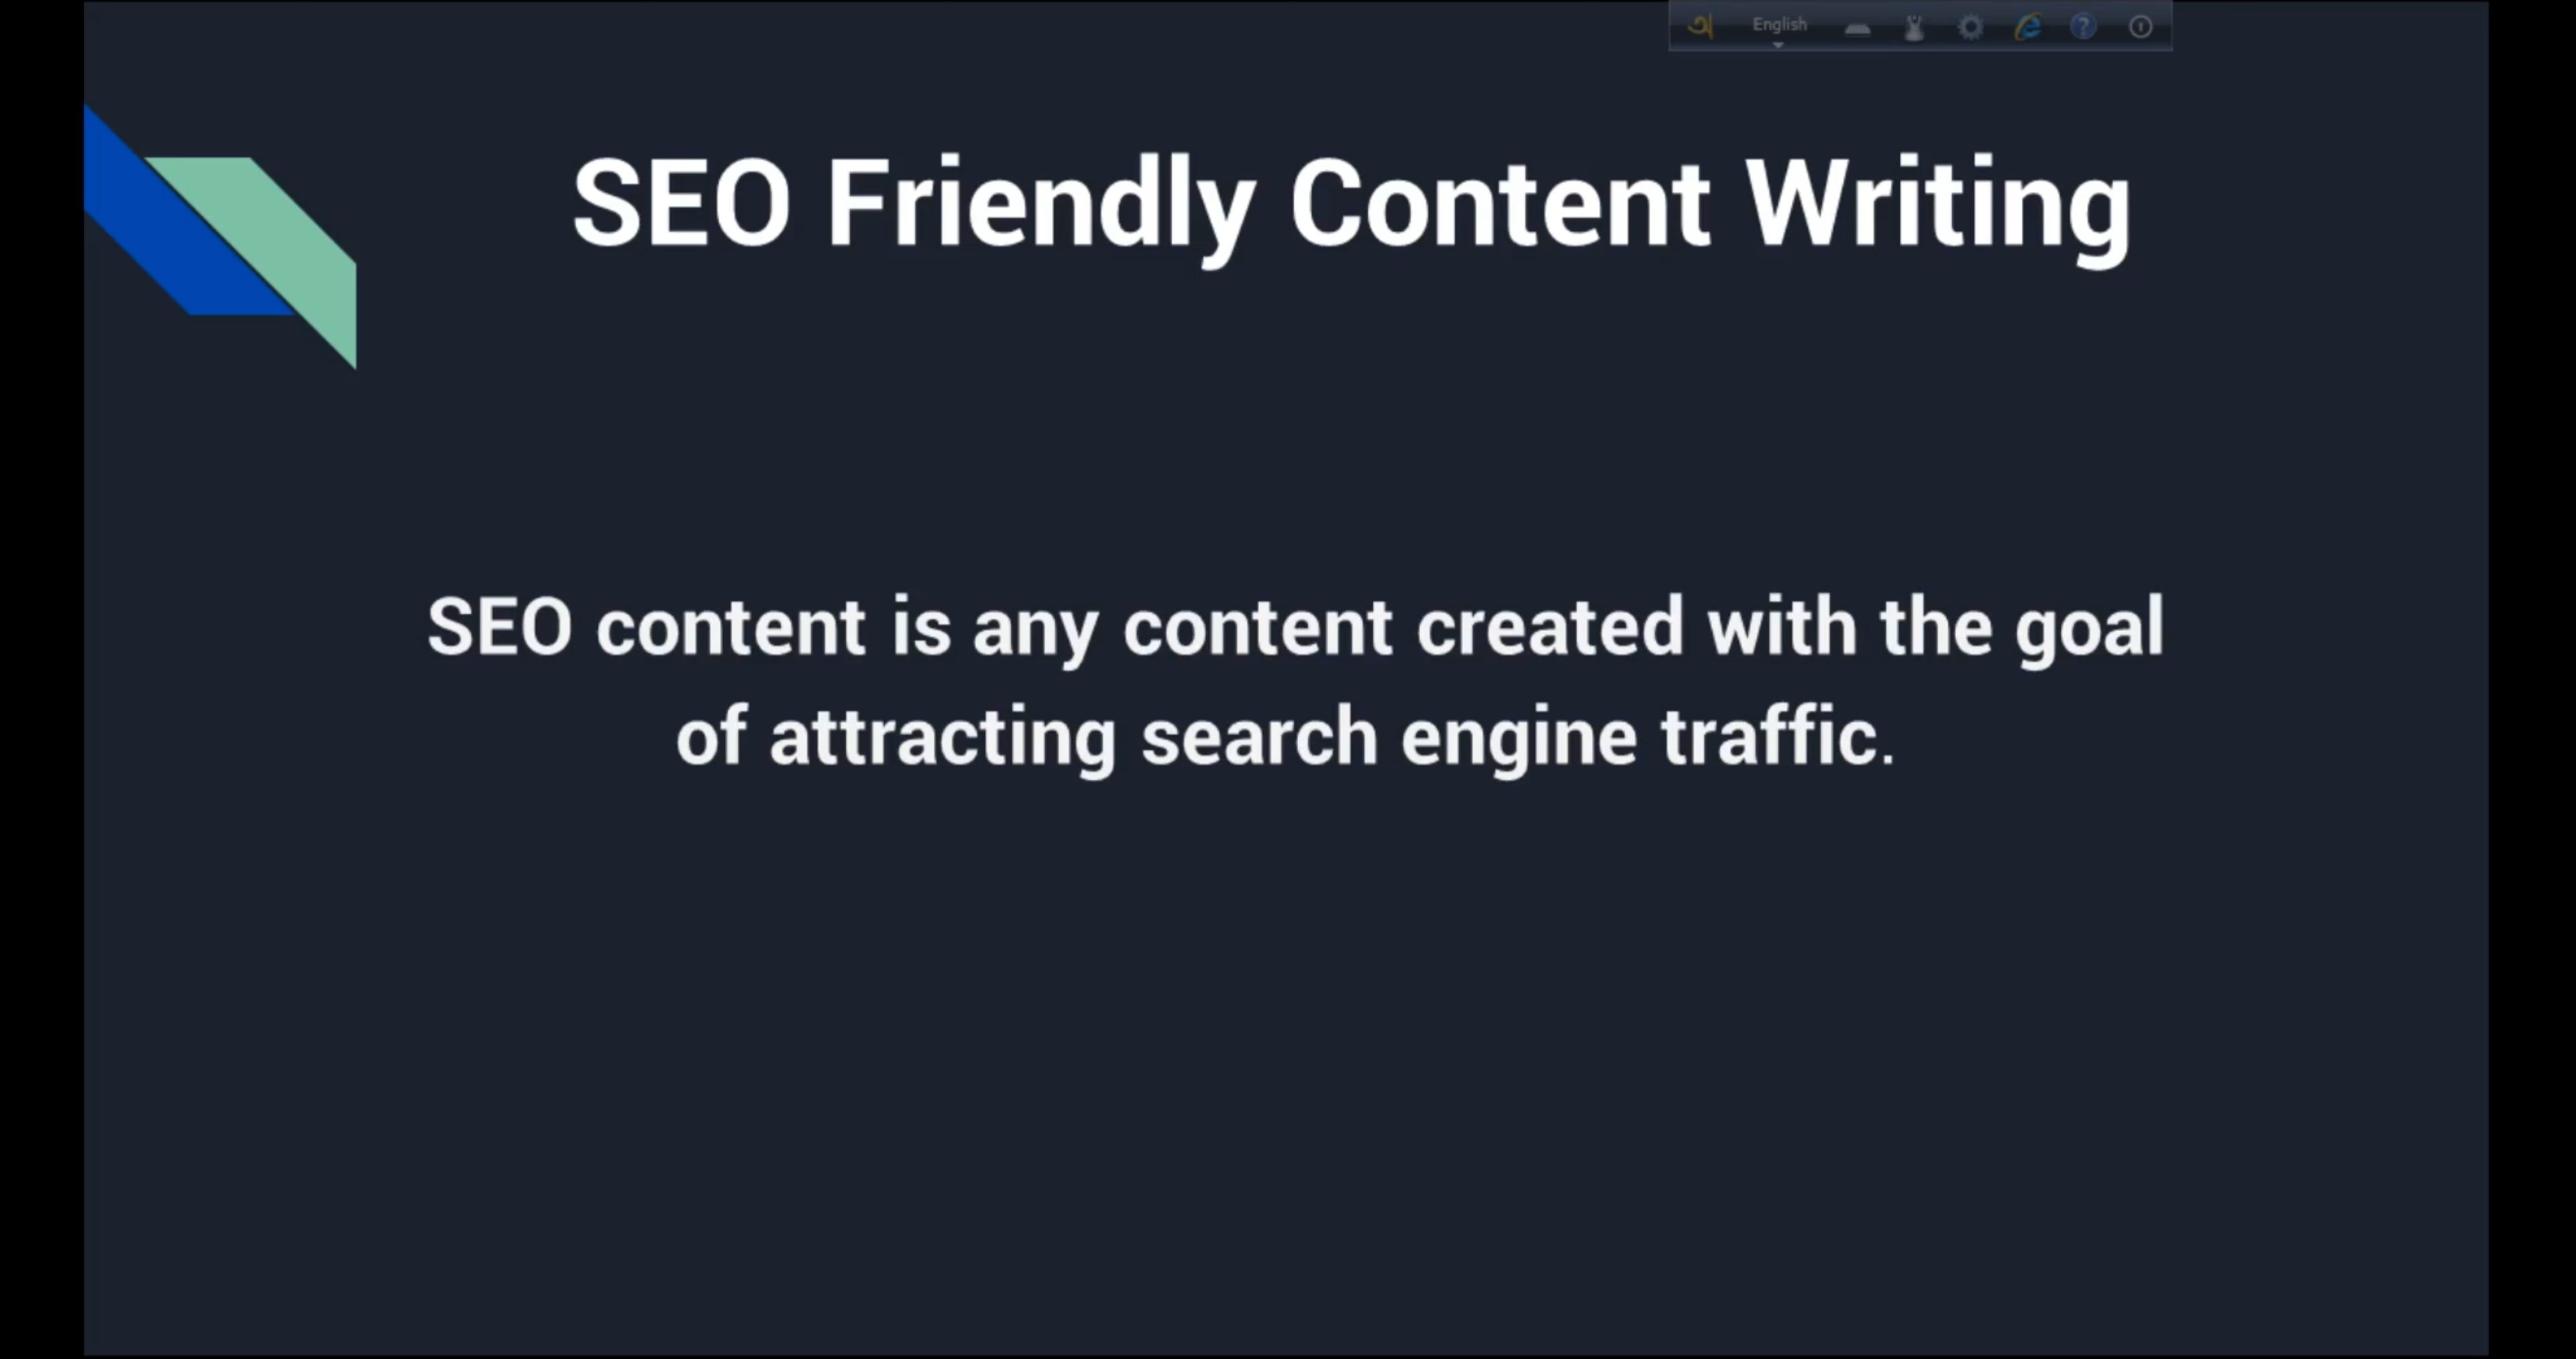 অ English
SEO Friendly Content Writing
SEO content is any content created with the goal
of attracting search engine traffic.